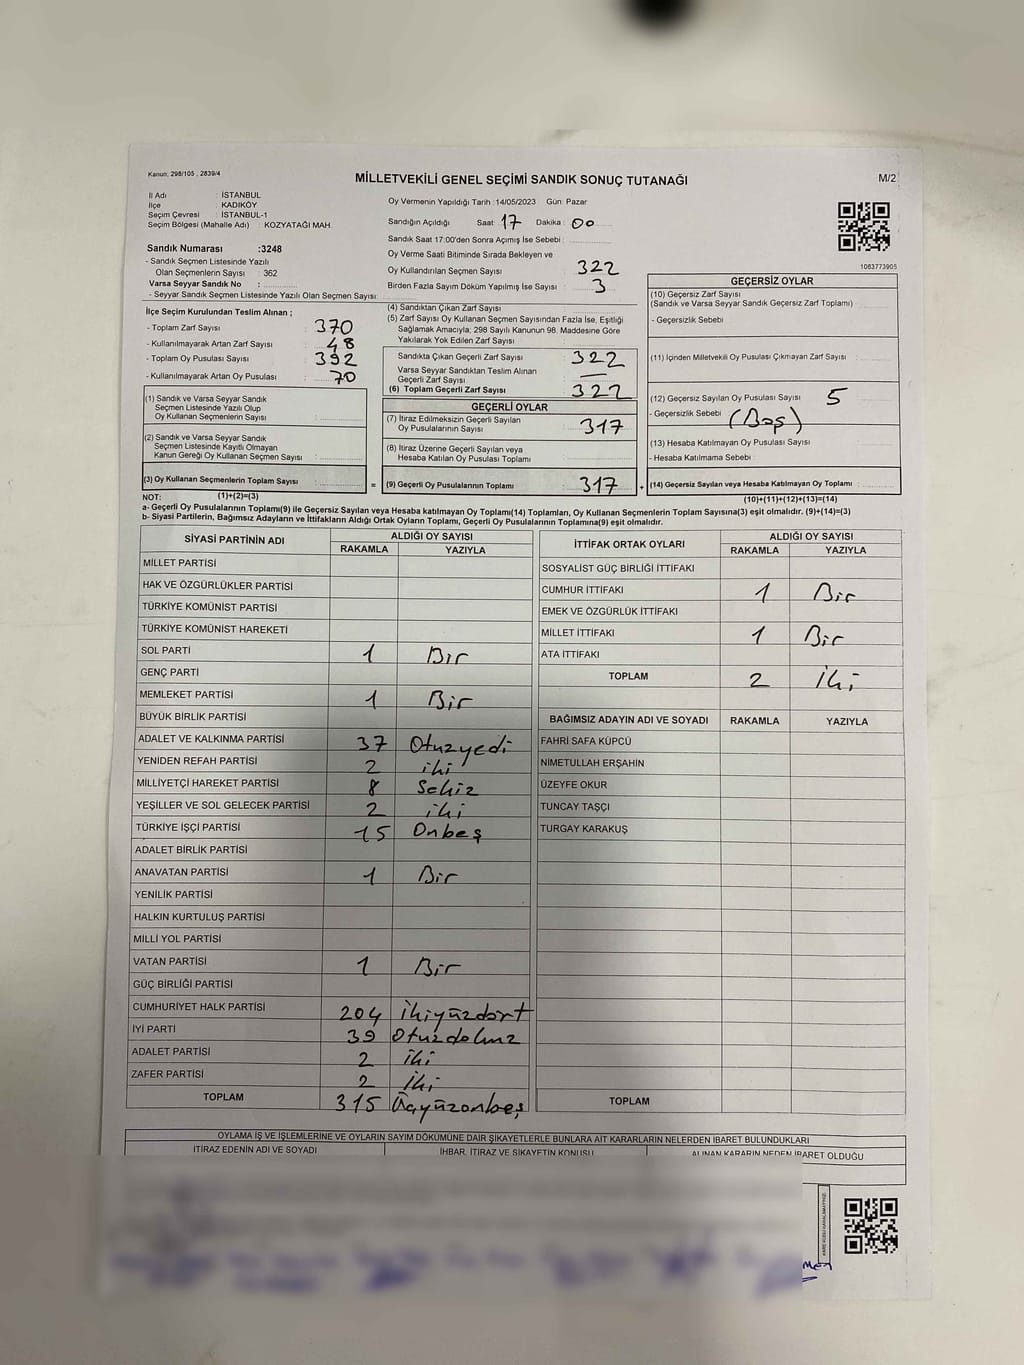 Kanun: 298/105 , 2839/4
MİLLETVEKİLİ GENEL SEÇİMİ SANDIK SONUÇ TUTANAĞI
M/2
İl Adı : İSTANBUL
İlçe : KADIKÖY
Seçim Çevresi : İSTANBUL-1
Seçim Bölgesi (Mahalle Adı) : KOZYATAĞI MAH.
Sandık Numarası :3248
- Sandık Seçmen Listesinde Yazılı
Olan Seçmenlerin Sayısı : 362
Varsa Seyyar Sandık No :
- Seyyar Sandık Seçmen Listesinde Yazılı Olan Seçmen Sayısı:
Oy Vermenin Yapıldığı Tarih :14/05/2023 Gün: Pazar
Sandığın Açıldığı Saat: 17 Dakika : 00
Sandık Saat 17:00'den Sonra Açımış İse Sebebi :
Oy Verme Saati Bitiminde Sırada Bekleyen ve
Oy Kullandırılan Seçmen Sayısı 322
Birden Fazla Sayım Döküm Yapılmış İse Sayısı : 3
1083773905
İlçe Seçim Kurulundan Teslim Alınan ;
- Toplam Zarf Sayısı : 370
- Kullanılmayarak Artan Zarf Sayısı : 48
- Toplam Oy Pusulası Sayısı : 392
- Kullanılmayarak Artan Oy Pusulası : 70
(1) Sandık ve Varsa Seyyar Sandık
Seçmen Listesinde Yazılı Olup
Oy Kullanan Seçmenlerin Sayısı :
(2) Sandık ve Varsa Seyyar Sandık
Seçmen Listesinde Kayıtlı Olmayan
Kanun Gereği Oy Kullanan Seçmen Sayısı :
(3) Oy Kullanan Seçmenlerin Toplam Sayısı :
(4) Sandıktan Çıkan Zarf Sayısı :
(5) Zarf Sayısı Oy Kullanan Seçmen Sayısından Fazla İse, Eşitliği
Sağlamak Amacıyla; 298 Sayılı Kanunun 98. Maddesine Göre
Yakılarak Yok Edilen Zarf Sayısı :
Sandıkta Çıkan Geçerli Zarf Sayısı : 322
Varsa Seyyar Sandıktan Teslim Alınan
Geçerli Zarf Sayısı : —
(6) Toplam Geçerli Zarf Sayısı : 322
GEÇERLİ OYLAR
(7) İtiraz Edilmeksizin Geçerli Sayılan
Oy Pusulalarının Sayısı : 317
(8) İtiraz Üzerine Geçerli Sayılan veya
Hesaba Katılan Oy Pusulası Toplamı :
= (9) Geçerli Oy Pusulalarının Toplamı : 317
GEÇERSİZ OYLAR
(10) Geçersiz Zarf Sayısı
(Sandık ve Varsa Seyyar Sandık Geçersiz Zarf Toplamı) :
- Geçersizlik Sebebi :
(11) İçinden Milletvekili Oy Pusulası Çıkmayan Zarf Sayısı :
(12) Geçersiz Sayılan Oy Pusulası Sayısı : 5
- Geçersizlik Sebebi : (Boş)
(13) Hesaba Katılmayan Oy Pusulası Sayısı :
- Hesaba Katılmama Sebebi :
+ (14) Geçersiz Sayılan veya Hesaba Katılmayan Oy Toplamı :
NOT: (1)+(2)=(3)
(10)+(11)+(12)+(13)=(14)
a- Geçerli Oy Pusulalarının Toplamı(9) ile Geçersiz Sayılan veya Hesaba katılmayan Oy Toplamı(14) Toplamları, Oy Kullanan Seçmenlerin Toplam Sayısına(3) eşit olmalıdır. (9)+(14)=(3)
b- Siyasi Partilerin, Bağımsız Adayların ve İttifakların Aldığı Ortak Oyların Toplamı, Geçerli Oy Pusulalarının Toplamına(9) eşit olmalıdır.
SİYASİ PARTİNİN ADI ALDIĞI OY SAYISI
RAKAMLA YAZIYLA
MİLLET PARTİSİ
HAK VE ÖZGÜRLÜKLER PARTİSİ
TÜRKİYE KOMÜNİST PARTİSİ
TÜRKİYE KOMÜNİST HAREKETİ
SOL PARTİ 1 Bir
GENÇ PARTİ
MEMLEKET PARTİSİ 1 Bir
BÜYÜK BİRLİK PARTİSİ
ADALET VE KALKINMA PARTİSİ 37 Otuzyedi
YENİDEN REFAH PARTİSİ 2 iki
MİLLİYETÇİ HAREKET PARTİSİ 8 Sekiz
YEŞİLLER VE SOL GELECEK PARTİSİ 2 iki
TÜRKİYE İŞÇİ PARTİSİ 15 Onbeş
ADALET BİRLİK PARTİSİ
ANAVATAN PARTİSİ 1 Bir
YENİLİK PARTİSİ
HALKIN KURTULUŞ PARTİSİ
MİLLİ YOL PARTİSİ
VATAN PARTİSİ 1 Bir
GÜÇ BİRLİĞİ PARTİSİ
CUMHURİYET HALK PARTİSİ 204 İkiyüzdört
İYİ PARTİ 39 Otuzdokuz
ADALET PARTİSİ 2 iki
ZAFER PARTİSİ 2 İki
TOPLAM 315 Üçyüzonbeş
İTTİFAK ORTAK OYLARI ALDIĞI OY SAYISI
RAKAMLA YAZIYLA
SOSYALİST GÜÇ BİRLİĞİ İTTİFAKI
CUMHUR İTTİFAKI 1 Bir
EMEK VE ÖZGÜRLÜK İTTİFAKI
MİLLET İTTİFAKI 1 Bir
ATA İTTİFAKI
TOPLAM 2 İki
BAĞIMSIZ ADAYIN ADI VE SOYADI RAKAMLA YAZIYLA
FAHRİ SAFA KÜPCÜ
NİMETULLAH ERŞAHİN
ÜZEYFE OKUR
TUNCAY TAŞÇI
TURGAY KARAKUŞ
TOPLAM
OYLAMA İŞ VE İŞLEMLERİNE VE OYLARIN SAYIM DÖKÜMÜNE DAİR ŞİKAYETLERLE BUNLARA AİT KARARLARIN NELERDEN İBARET BULUNDUKLARI
İTİRAZ EDENİN ADI VE SOYADI İHBAR, İTİRAZ VE ŞİKAYETİN KONUSU ALINAN KARARIN NEDEN İBARET OLDUĞU